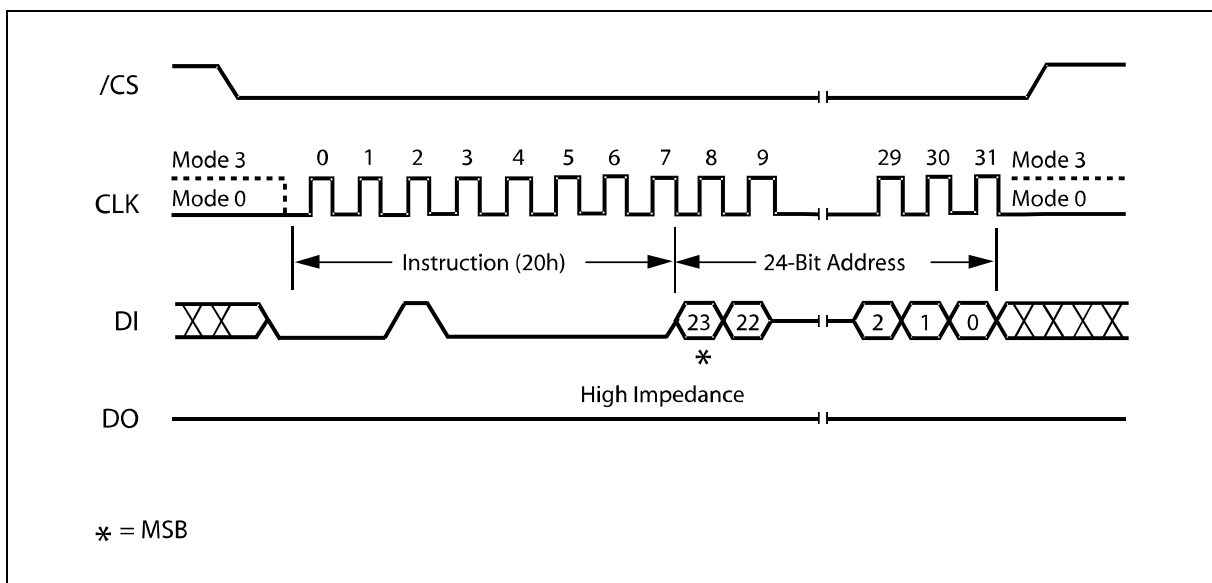 /CS
Mode 3 0 1 2 3 4 5 6 7 8 9 29 30 31 Mode 3
CLK Mode 0 Mode 0
Instruction (20h) 24-Bit Address
DI 23 22 2 1 0
*
High Impedance
DO
* = MSB